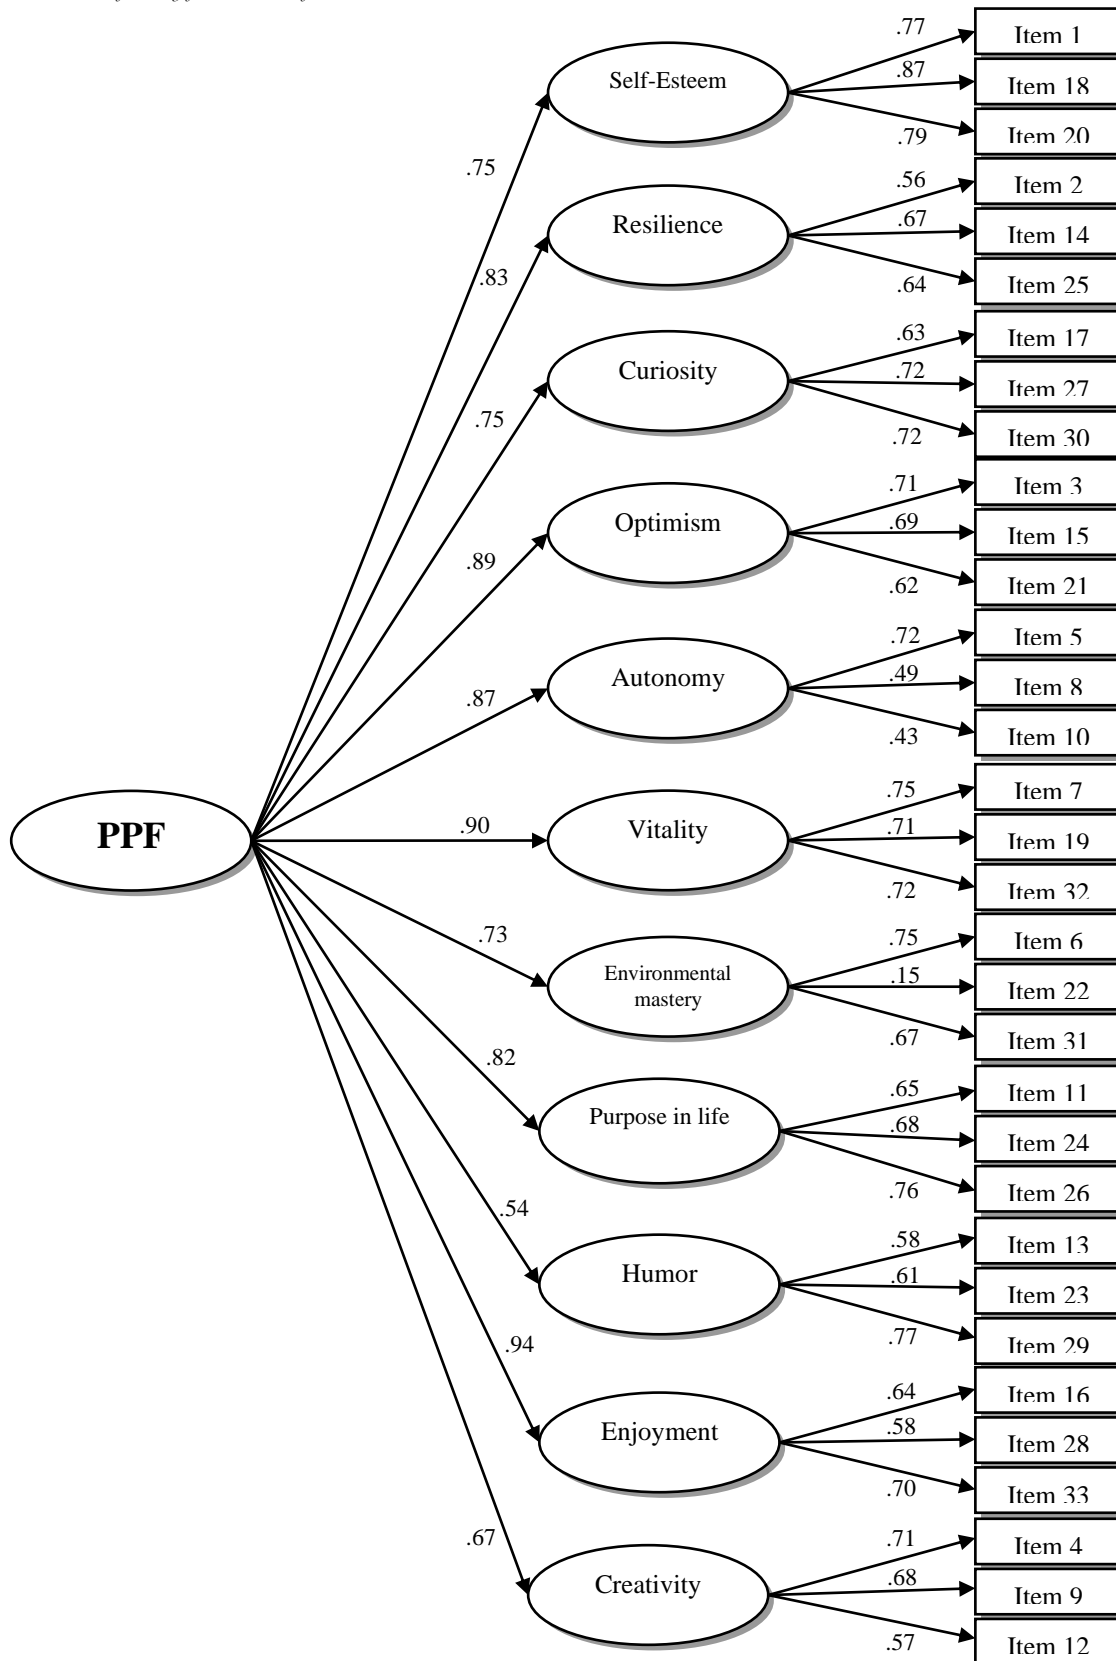 .77
Item 1
Self-Esteem
.87
Item 18
.79
Item 20
.75
.56
Item 2
Resilience
.67
Item 14
.64
Item 25
.83
.63
Item 17
Curiosity
.72
Item 27
.72
Item 30
.75
.71
Item 3
Optimism
.69
Item 15
.62
Item 21
.89
.72
Item 5
Autonomy
.49
Item 8
.43
Item 10
.87
.75
Item 7
PPF
.90
Vitality
.71
Item 19
.72
Item 32
.73
.75
Item 6
Environmental
mastery
.15
Item 22
.67
Item 31
.82
.65
Item 11
Purpose in life
.68
Item 24
.76
Item 26
.54
.58
Item 13
Humor
.61
Item 23
.77
Item 29
.94
.64
Item 16
Enjoyment
.58
Item 28
.70
Item 33
.67
.71
Item 4
Creativity
.68
Item 9
.57
Item 12